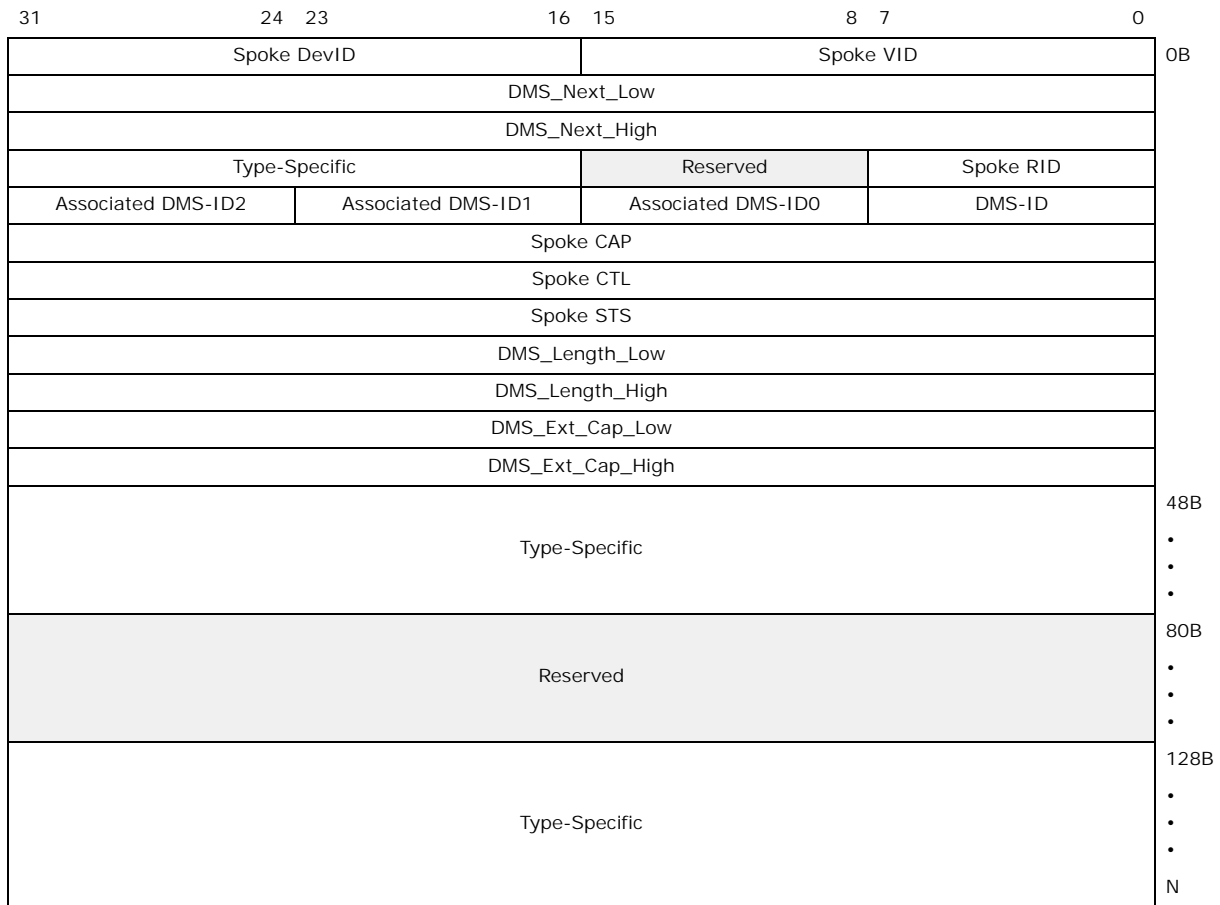 31 24 23 16 15 8 7 0
Spoke DevID Spoke VID 0B
DMS_Next_Low
DMS_Next_High
Type-Specific Reserved Spoke RID
Associated DMS-ID2 Associated DMS-ID1 Associated DMS-ID0 DMS-ID
Spoke CAP
Spoke CTL
Spoke STS
DMS_Length_Low
DMS_Length_High
DMS_Ext_Cap_Low
DMS_Ext_Cap_High
48B
Type-Specific
•
•
•
80B
Reserved
•
•
•
128B
Type-Specific
•
•
•
N